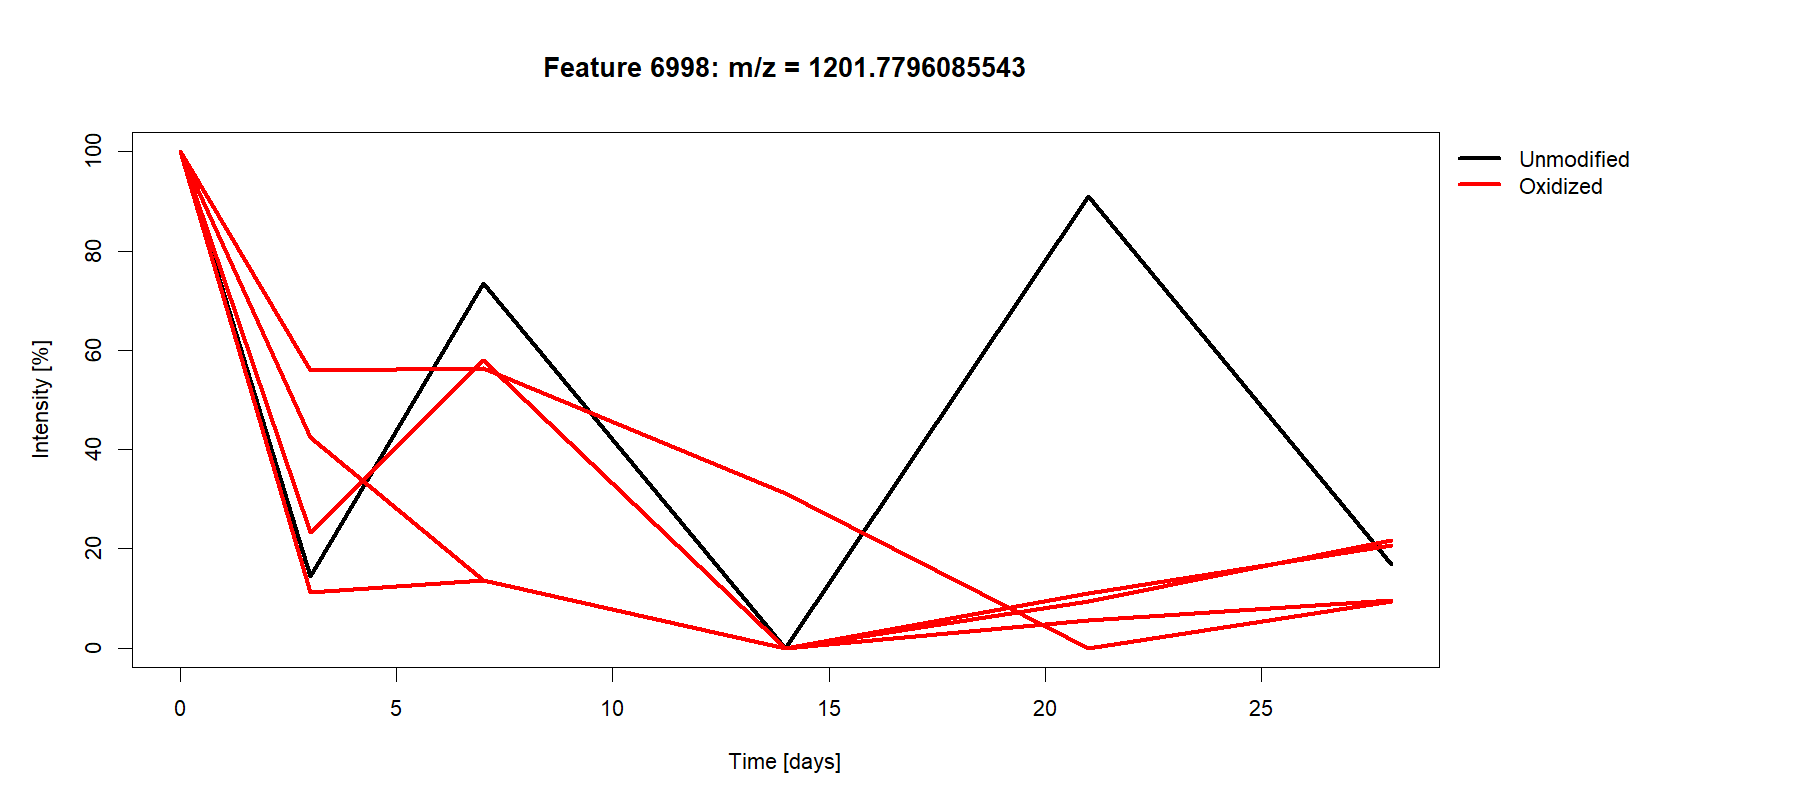 Feature 6998: m/z = 1201.7796085543
Unmodified
Oxidized
Intensity [%]
100
80
60
40
20
0
0 5 10 15 20 25
Time [days]